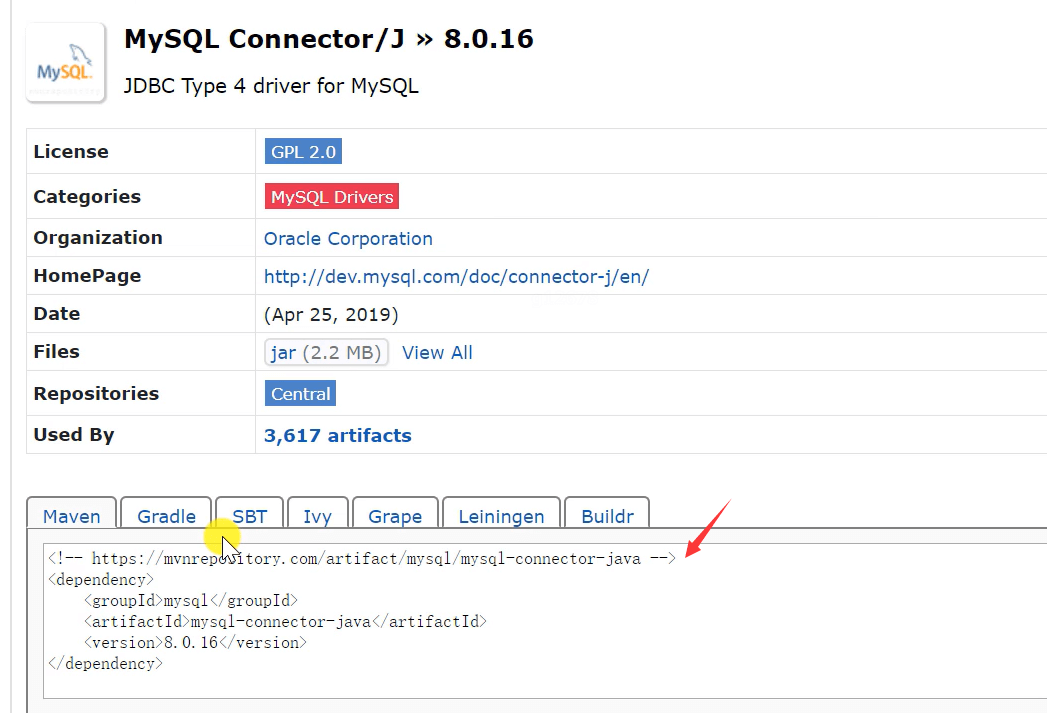 MySQL
MySQL Connector/J » 8.0.16
JDBC Type 4 driver for MySQL
License GPL 2.0
Categories MySQL Drivers
Organization Oracle Corporation
HomePage http://dev.mysql.com/doc/connector-j/en/
Date (Apr 25, 2019)
Files jar (2.2 MB) View All
Repositories Central
Used By 3,617 artifacts
Maven Gradle SBT Ivy Grape Leiningen Buildr
<!-- https://mvnrepository.com/artifact/mysql/mysql-connector-java -->
<dependency>
    <groupId>mysql</groupId>
    <artifactId>mysql-connector-java</artifactId>
    <version>8.0.16</version>
</dependency>